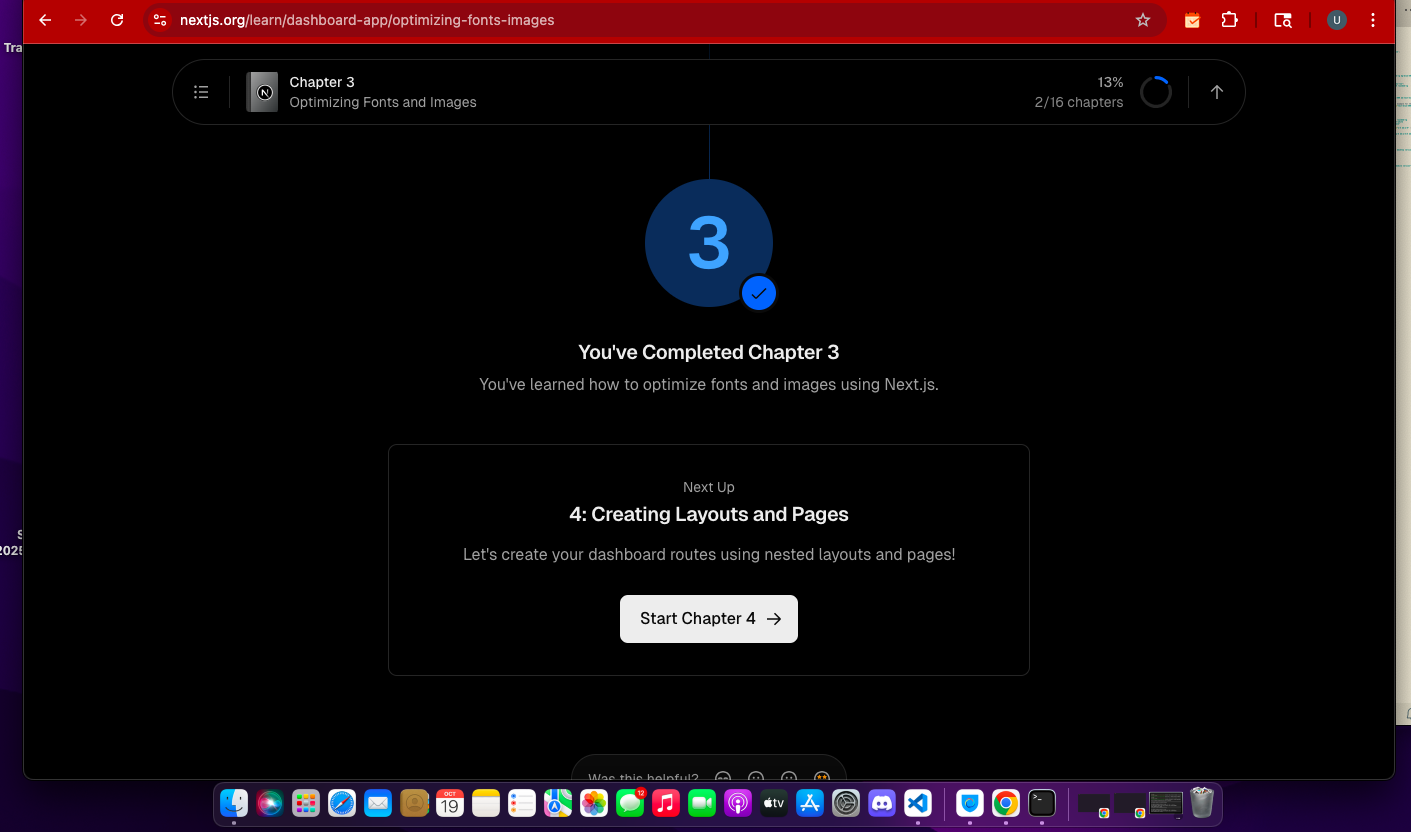 nextjs.org/learn/dashboard-app/optimizing-fonts-images
U
Tra
Chapter 3
Optimizing Fonts and Images
N
13%
2/16 chapters
3
You've Completed Chapter 3
You've learned how to optimize fonts and images using Next.js.
Next Up
4: Creating Layouts and Pages
Let's create your dashboard routes using nested layouts and pages!
Start Chapter 4
S
2025
Was this helpful?
OCT
19
12
tv
>_